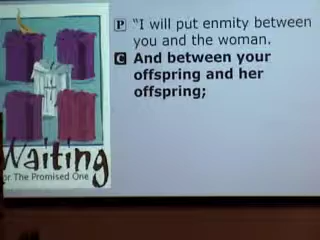 P "I will put enmity between
you and the woman.
C And between your
offspring and her
offspring;
Waiting
or The Promised One